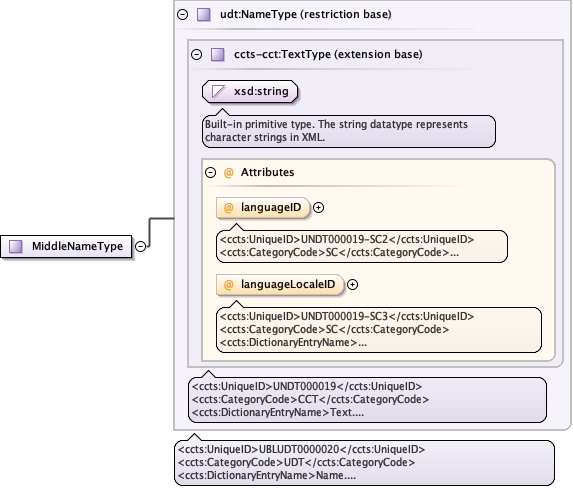 udt:NameType (restriction base)
ccts-cct:TextType (extension base)
xsd:string
Built-in primitive type. The string datatype represents
character strings in XML.
@ Attributes
@ languageID
<ccts:UniqueID>UNDT000019-SC2</ccts:UniqueID>
<ccts:CategoryCode>SC</ccts:CategoryCode>...
MiddleNameType
@ languageLocaleID
<ccts:UniqueID>UNDT000019-SC3</ccts:UniqueID>
<ccts:CategoryCode>SC</ccts:CategoryCode>
<ccts:DictionaryEntryName>...
<ccts:UniqueID>UNDT000019</ccts:UniqueID>
<ccts:CategoryCode>CCT</ccts:CategoryCode>
<ccts:DictionaryEntryName>Text....
<ccts:UniqueID>UBLUDT0000020</ccts:UniqueID>
<ccts:CategoryCode>UDT</ccts:CategoryCode>
<ccts:DictionaryEntryName>Name....